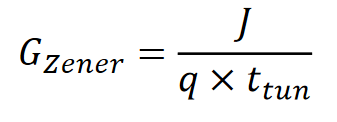 G_Zener = J / (q × t_tun)